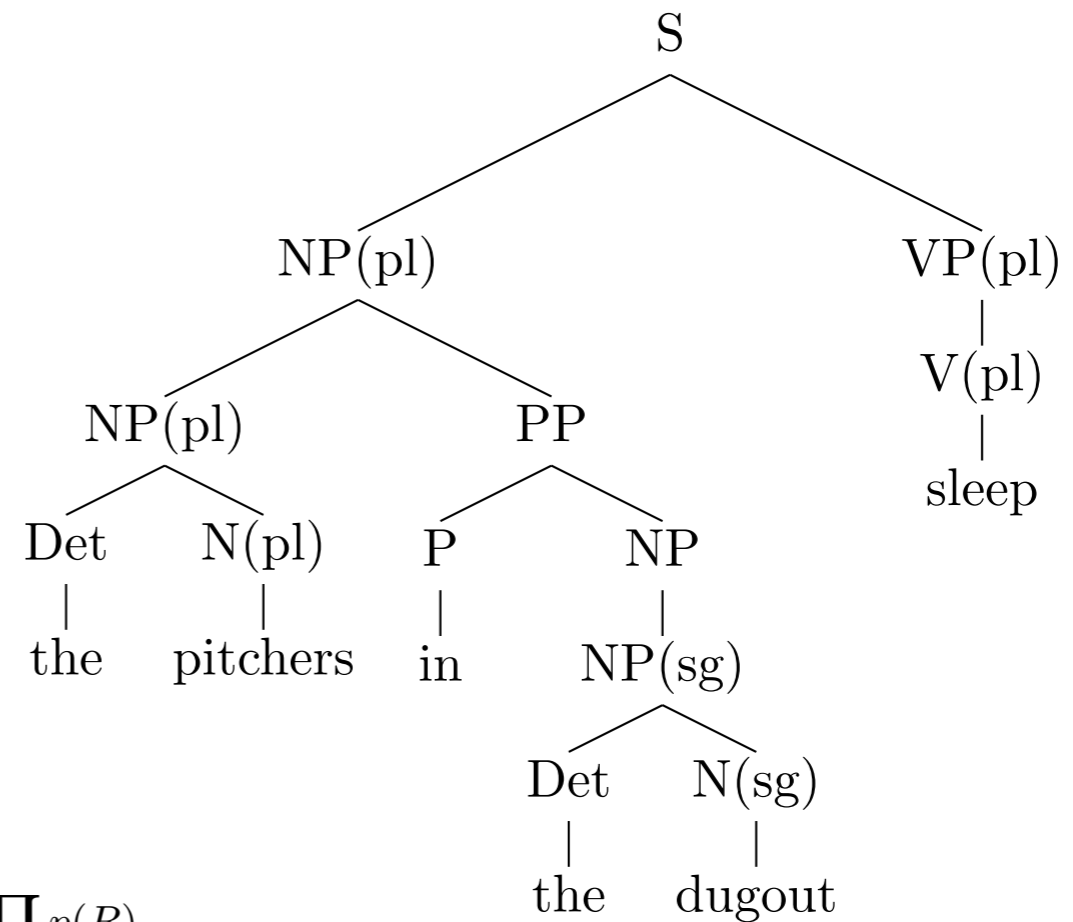 S
NP(pl) VP(pl)
V(pl)
NP(pl) PP
sleep
Det N(pl) P NP
the pitchers in NP(sg)
Det N(sg)
the dugout
∏ p(R)